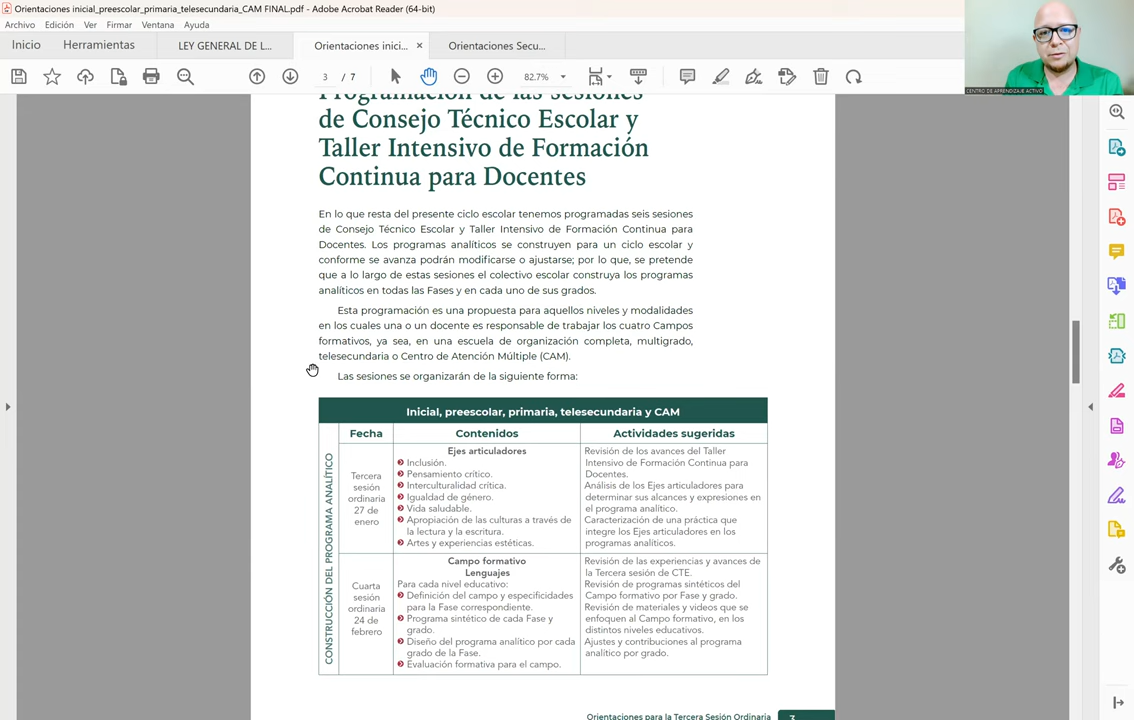 Orientaciones inicial_preescolar_primaria_telesecundaria_CAM FINAL.pdf - Adobe Acrobat Reader (64-bit)
Archivo Edición Ver Firmar Ventana Ayuda
Inicio Herramientas LEY GENERAL DE L... Orientaciones inici... × Orientaciones Secu...
3 / 7 82.7%
CENTRO DE APRENDIZAJE ACTIVO
Programación de las sesiones
de Consejo Técnico Escolar y
Taller Intensivo de Formación
Continua para Docentes
En lo que resta del presente ciclo escolar tenemos programadas seis sesiones
de Consejo Técnico Escolar y Taller Intensivo de Formación Continua para
Docentes. Los programas analíticos se construyen para un ciclo escolar y
conforme se avanza podrán modificarse o ajustarse; por lo que, se pretende
que a lo largo de estas sesiones el colectivo escolar construya los programas
analíticos en todas las Fases y en cada uno de sus grados.
Esta programación es una propuesta para aquellos niveles y modalidades
en los cuales una o un docente es responsable de trabajar los cuatro Campos
formativos, ya sea, en una escuela de organización completa, multigrado,
telesecundaria o Centro de Atención Múltiple (CAM).
Las sesiones se organizarán de la siguiente forma:
Inicial, preescolar, primaria, telesecundaria y CAM
Fecha Contenidos Actividades sugeridas
CONSTRUCCIÓN DEL PROGRAMA ANALÍTICO
Tercera
sesión
ordinaria
27 de
enero
Ejes articuladores
Inclusión.
Pensamiento crítico.
Interculturalidad crítica.
Igualdad de género.
Vida saludable.
Apropiación de las culturas a través de
la lectura y la escritura.
Artes y experiencias estéticas.
Revisión de los avances del Taller
Intensivo de Formación Continua para
Docentes.
Análisis de los Ejes articuladores para
determinar sus alcances y expresiones en
el programa analítico.
Caracterización de una práctica que
integre los Ejes articuladores en los
programas analíticos.
Cuarta
sesión
ordinaria
24 de
febrero
Campo formativo
Lenguajes
Para cada nivel educativo:
Definición del campo y especificidades
para la Fase correspondiente.
Programa sintético de cada Fase y
grado.
Diseño del programa analítico por cada
grado de la Fase.
Evaluación formativa para el campo.
Revisión de las experiencias y avances de
la Tercera sesión de CTE.
Revisión de programas sintéticos del
Campo formativo por Fase y grado.
Revisión de materiales y videos que se
enfoquen al Campo formativo, en los
distintos niveles educativos.
Ajustes y contribuciones al programa
analítico por grado.
Orientaciones para la Tercera Sesión Ordinaria 3